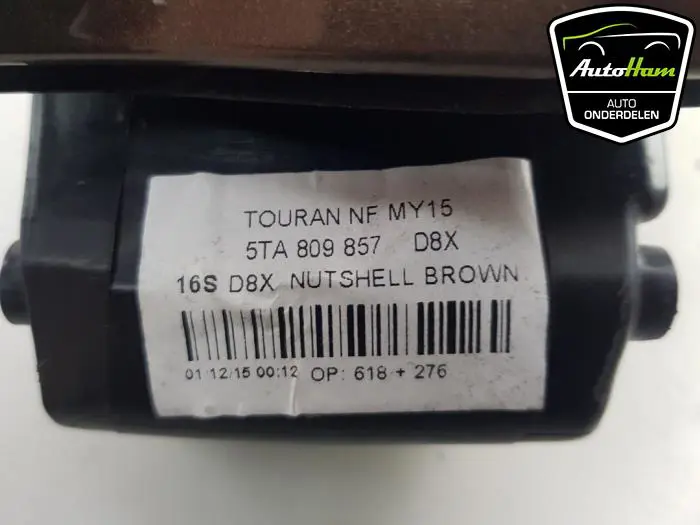 AutoHam
AUTO
ONDERDELEN
TOURAN NF MY15
5TA 809 857 D8X
16S D8X NUTSHELL BROWN
01/12/15 00:12 OP: 618 + 276